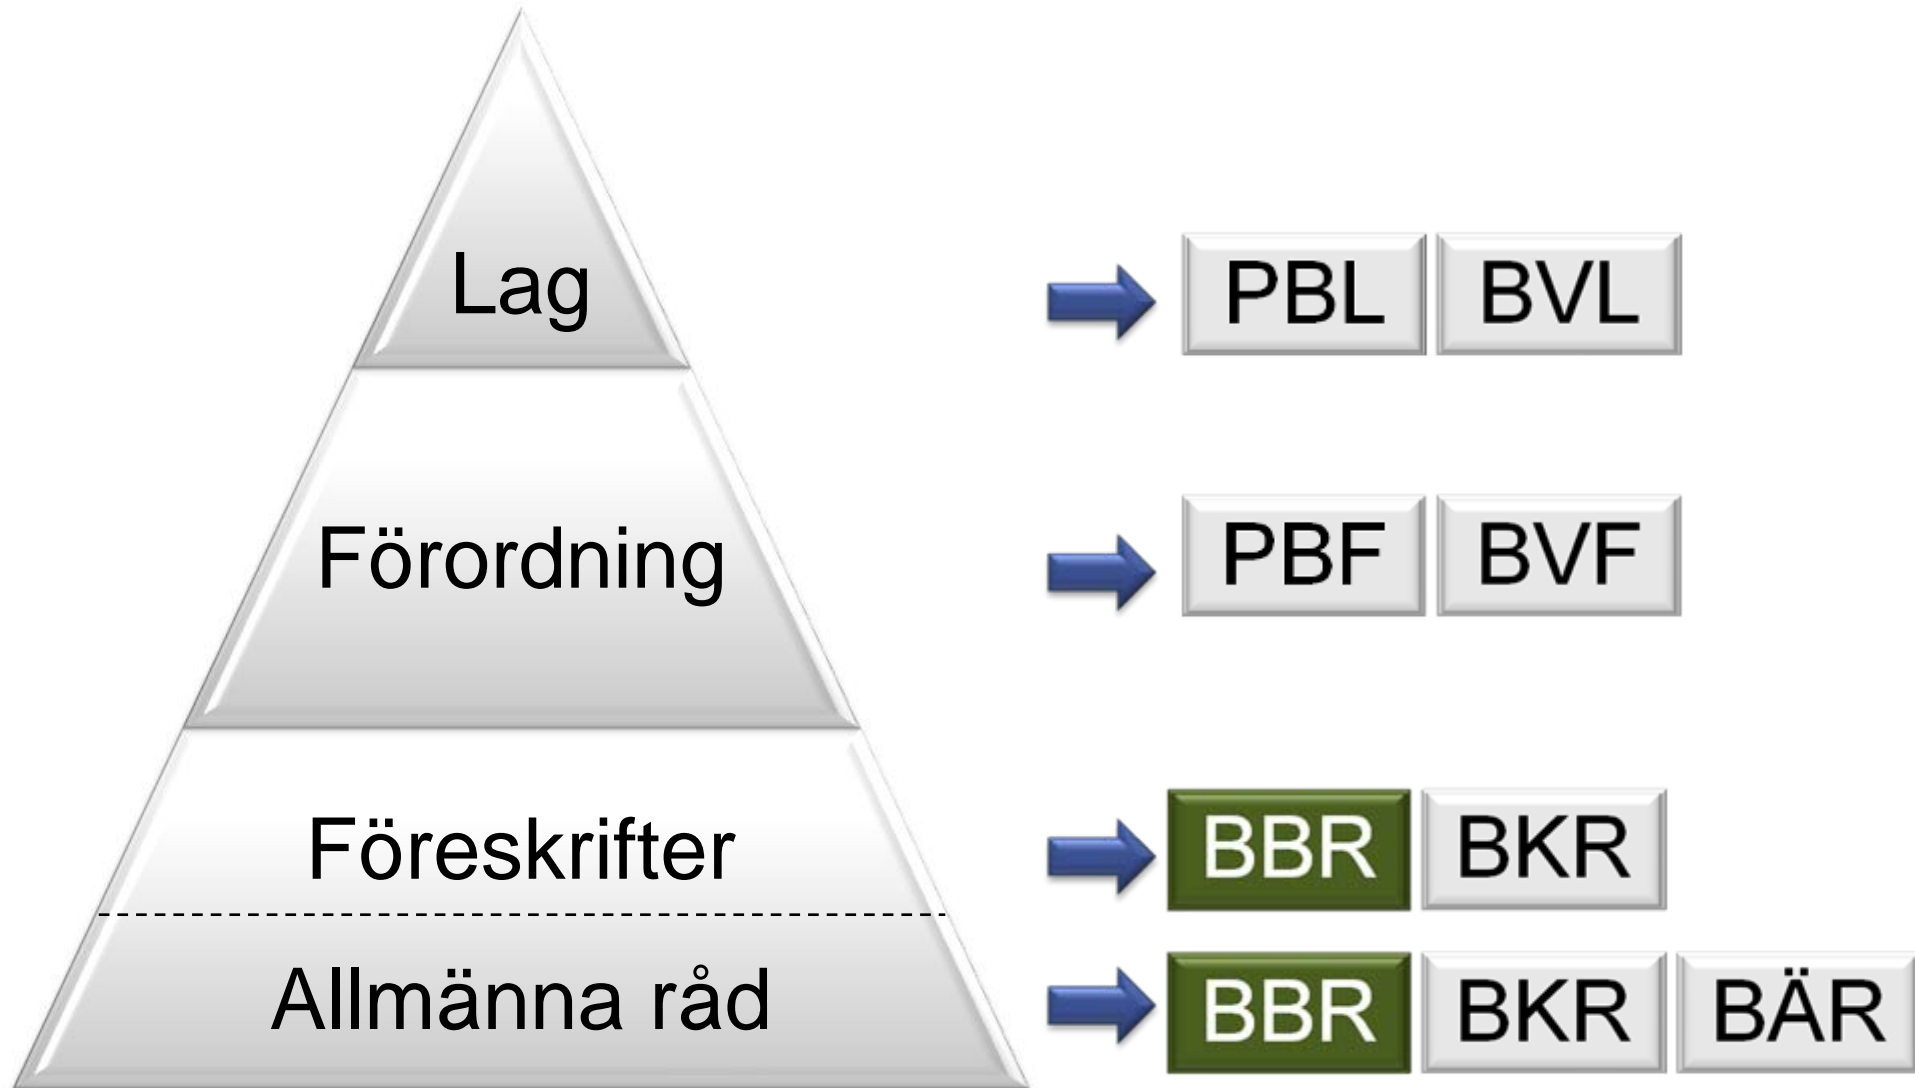 Lag
PBL BVL
Förordning
PBF BVF
Föreskrifter
BBR BKR
Allmänna råd
BBR BKR BÄR